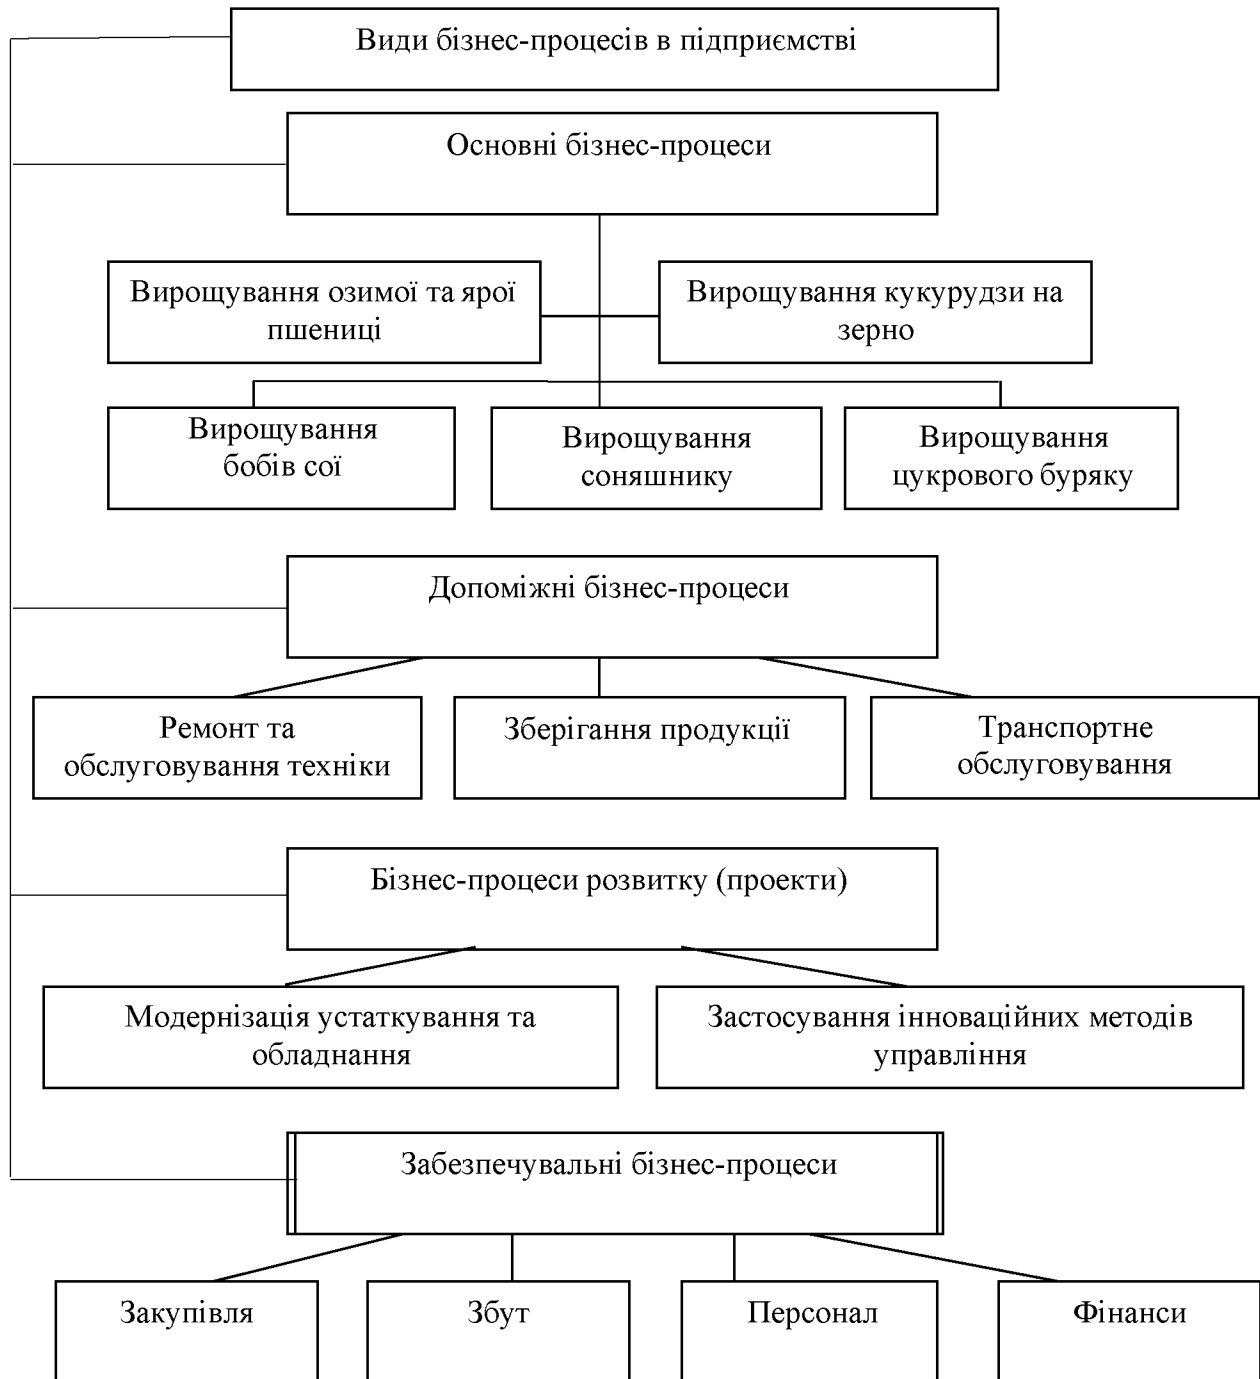 Види бізнес-процесів в підприємстві
Основні бізнес-процеси
Вирощування озимої та ярої
пшениці
Вирощування кукурудзи на
зерно
Вирощування
бобів сої
Вирощування
соняшнику
Вирощування
цукрового буряку
Допоміжні бізнес-процеси
Ремонт та
обслуговування техніки
Зберігання продукції
Транспортне
обслуговування
Бізнес-процеси розвитку (проекти)
Модернізація устаткування та
обладнання
Застосування інноваційних методів
управління
Забезпечувальні бізнес-процеси
Закупівля
Збут
Персонал
Фінанси